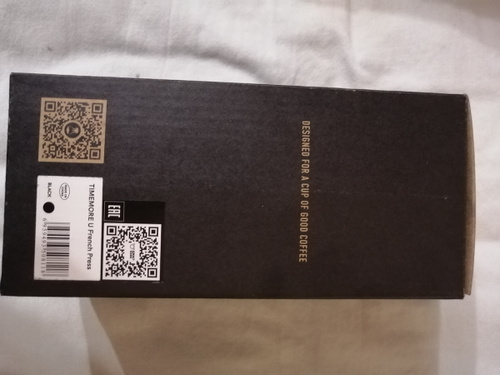 DESIGNED FOR A CUP OF GOOD COFFEE
TIMEMORE U French Press
BLACK
EAC